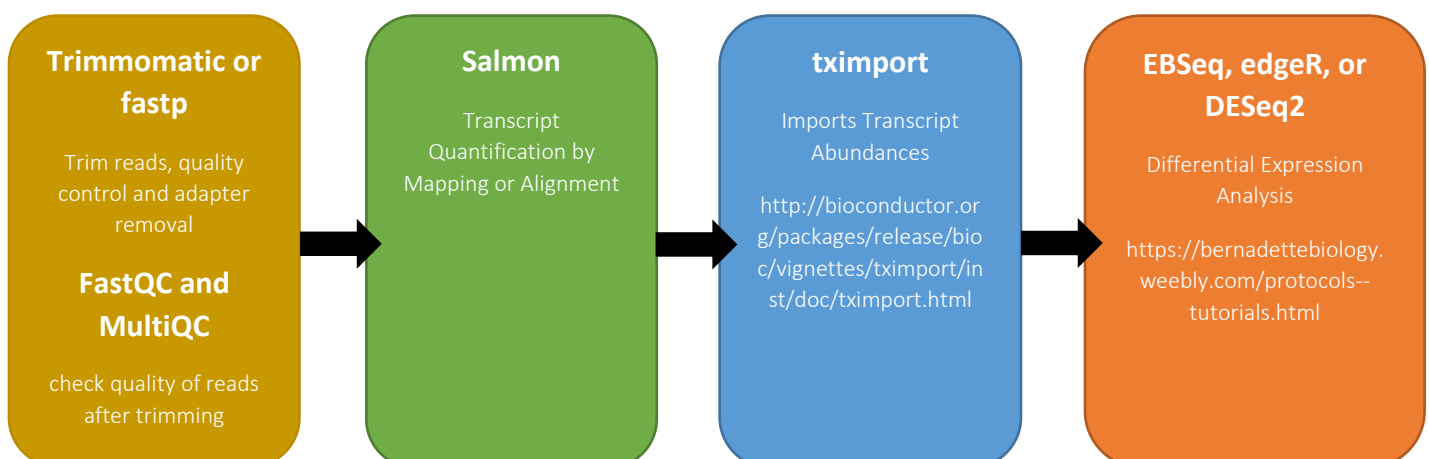 Trimmomatic or
fastp
Trim reads, quality
control and adapter
removal
FastQC and
MultiQC
check quality of reads
after trimming
Salmon
Transcript
Quantification by
Mapping or Alignment
tximport
Imports Transcript
Abundances
http://bioconductor.or
g/packages/release/bio
c/vignettes/tximport/in
st/doc/tximport.html
EBSeq, edgeR, or
DESeq2
Differential Expression
Analysis
https://bernadettebiology.
weebly.com/protocols--
tutorials.html